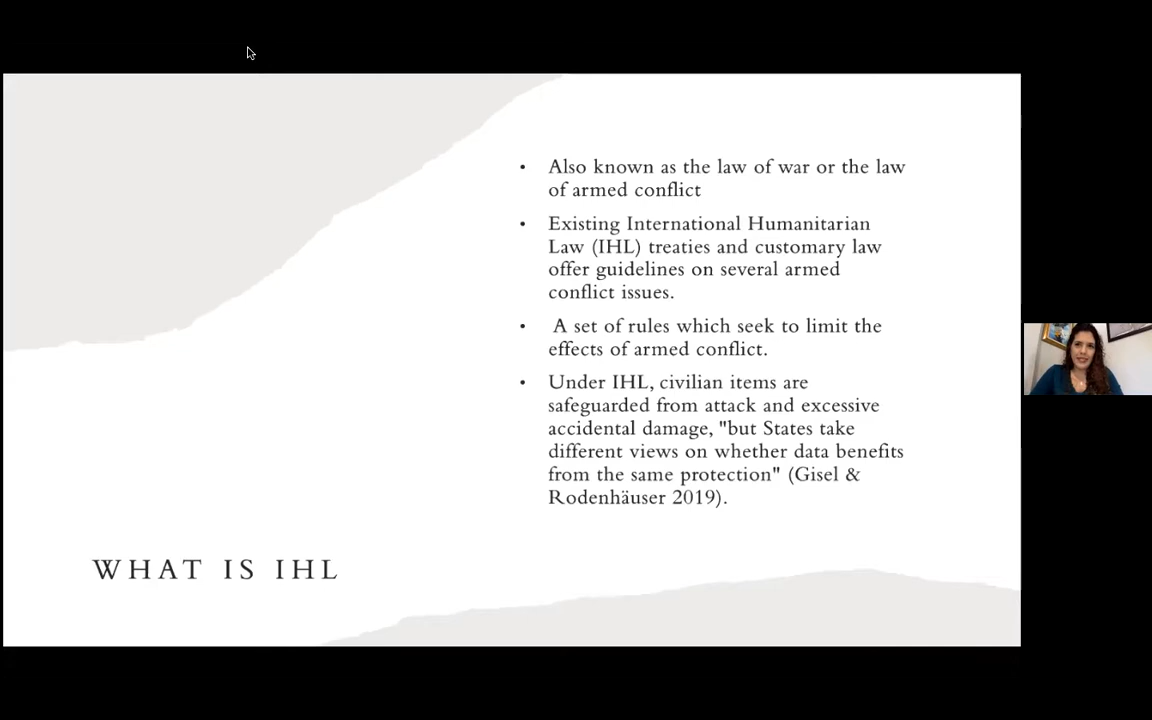 • Also known as the law of war or the law
of armed conflict
• Existing International Humanitarian
Law (IHL) treaties and customary law
offer guidelines on several armed
conflict issues.
• A set of rules which seek to limit the
effects of armed conflict.
• Under IHL, civilian items are
safeguarded from attack and excessive
accidental damage, "but States take
different views on whether data benefits
from the same protection" (Gisel &
Rodenhäuser 2019).
WHAT IS IHL